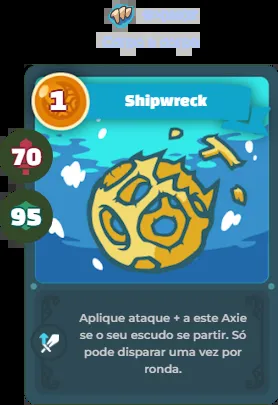 1
Shipwreck
70
95
Aplique ataque + a este Axie
se o seu escudo se partir. Só
pode disparar uma vez por
ronda.